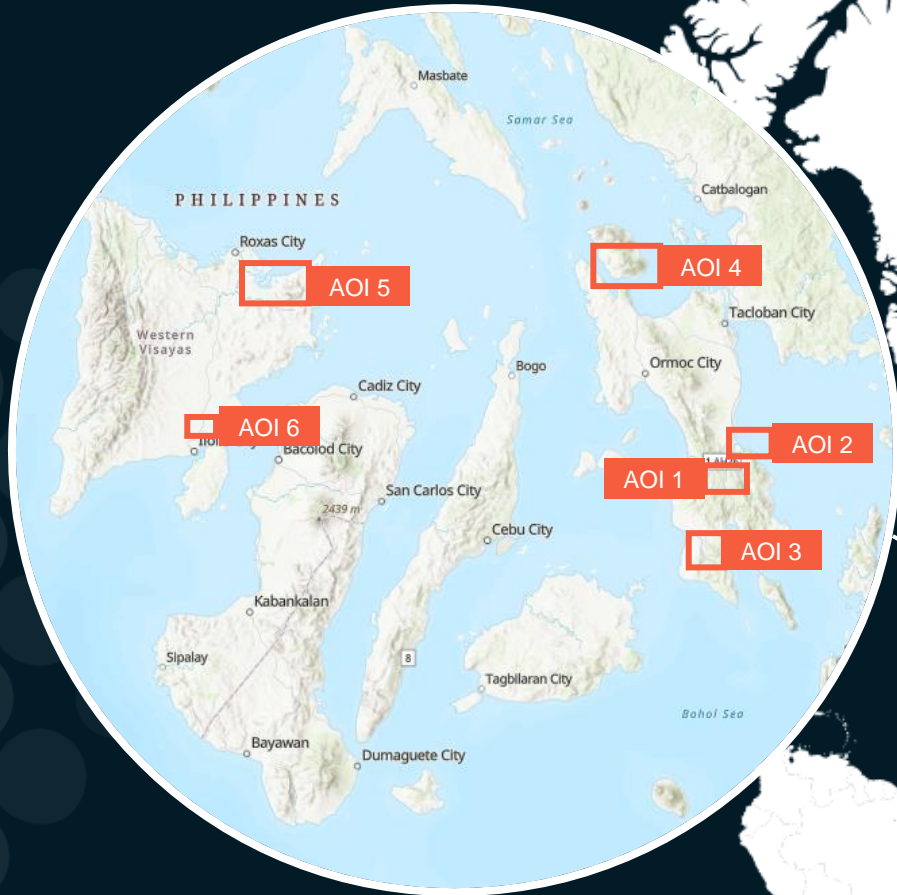 Masbate
Samar Sea
Catbalogan
PHILIPPINES
Roxas City
AOI 4
AOI 5
Tacloban City
Western
Visayas
Ormoc City
Bogo
Cadiz City
AOI 6
AOI 2
Bacolod City
AOI 1
San Carlos City
2439 m
Cebu City
AOI 3
Kabankalan
Sipalay
8
Tagbilaran City
Bohol Sea
Bayawan
Dumaguete City